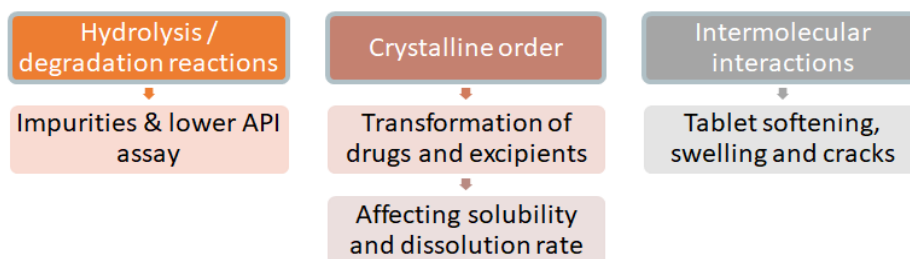 Hydrolysis /
degradation reactions
Impurities & lower API
assay
Crystalline order
Transformation of
drugs and excipients
Affecting solubility
and dissolution rate
Intermolecular
interactions
Tablet softening,
swelling and cracks